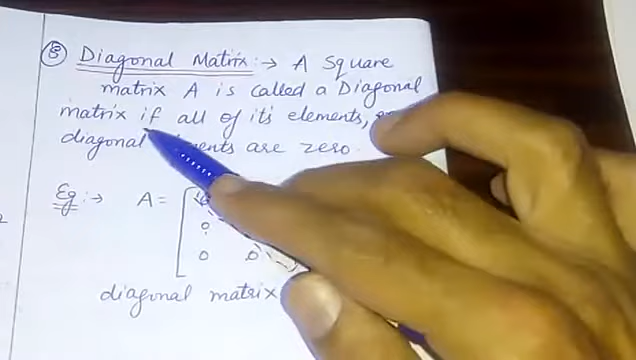 ⑧ Diagonal Matrix :→ A Square
matrix A is called a Diagonal
matrix if all of it's elements,
diagonal are zero.
Eg :→ A =
0
0 0
diagonal matrix